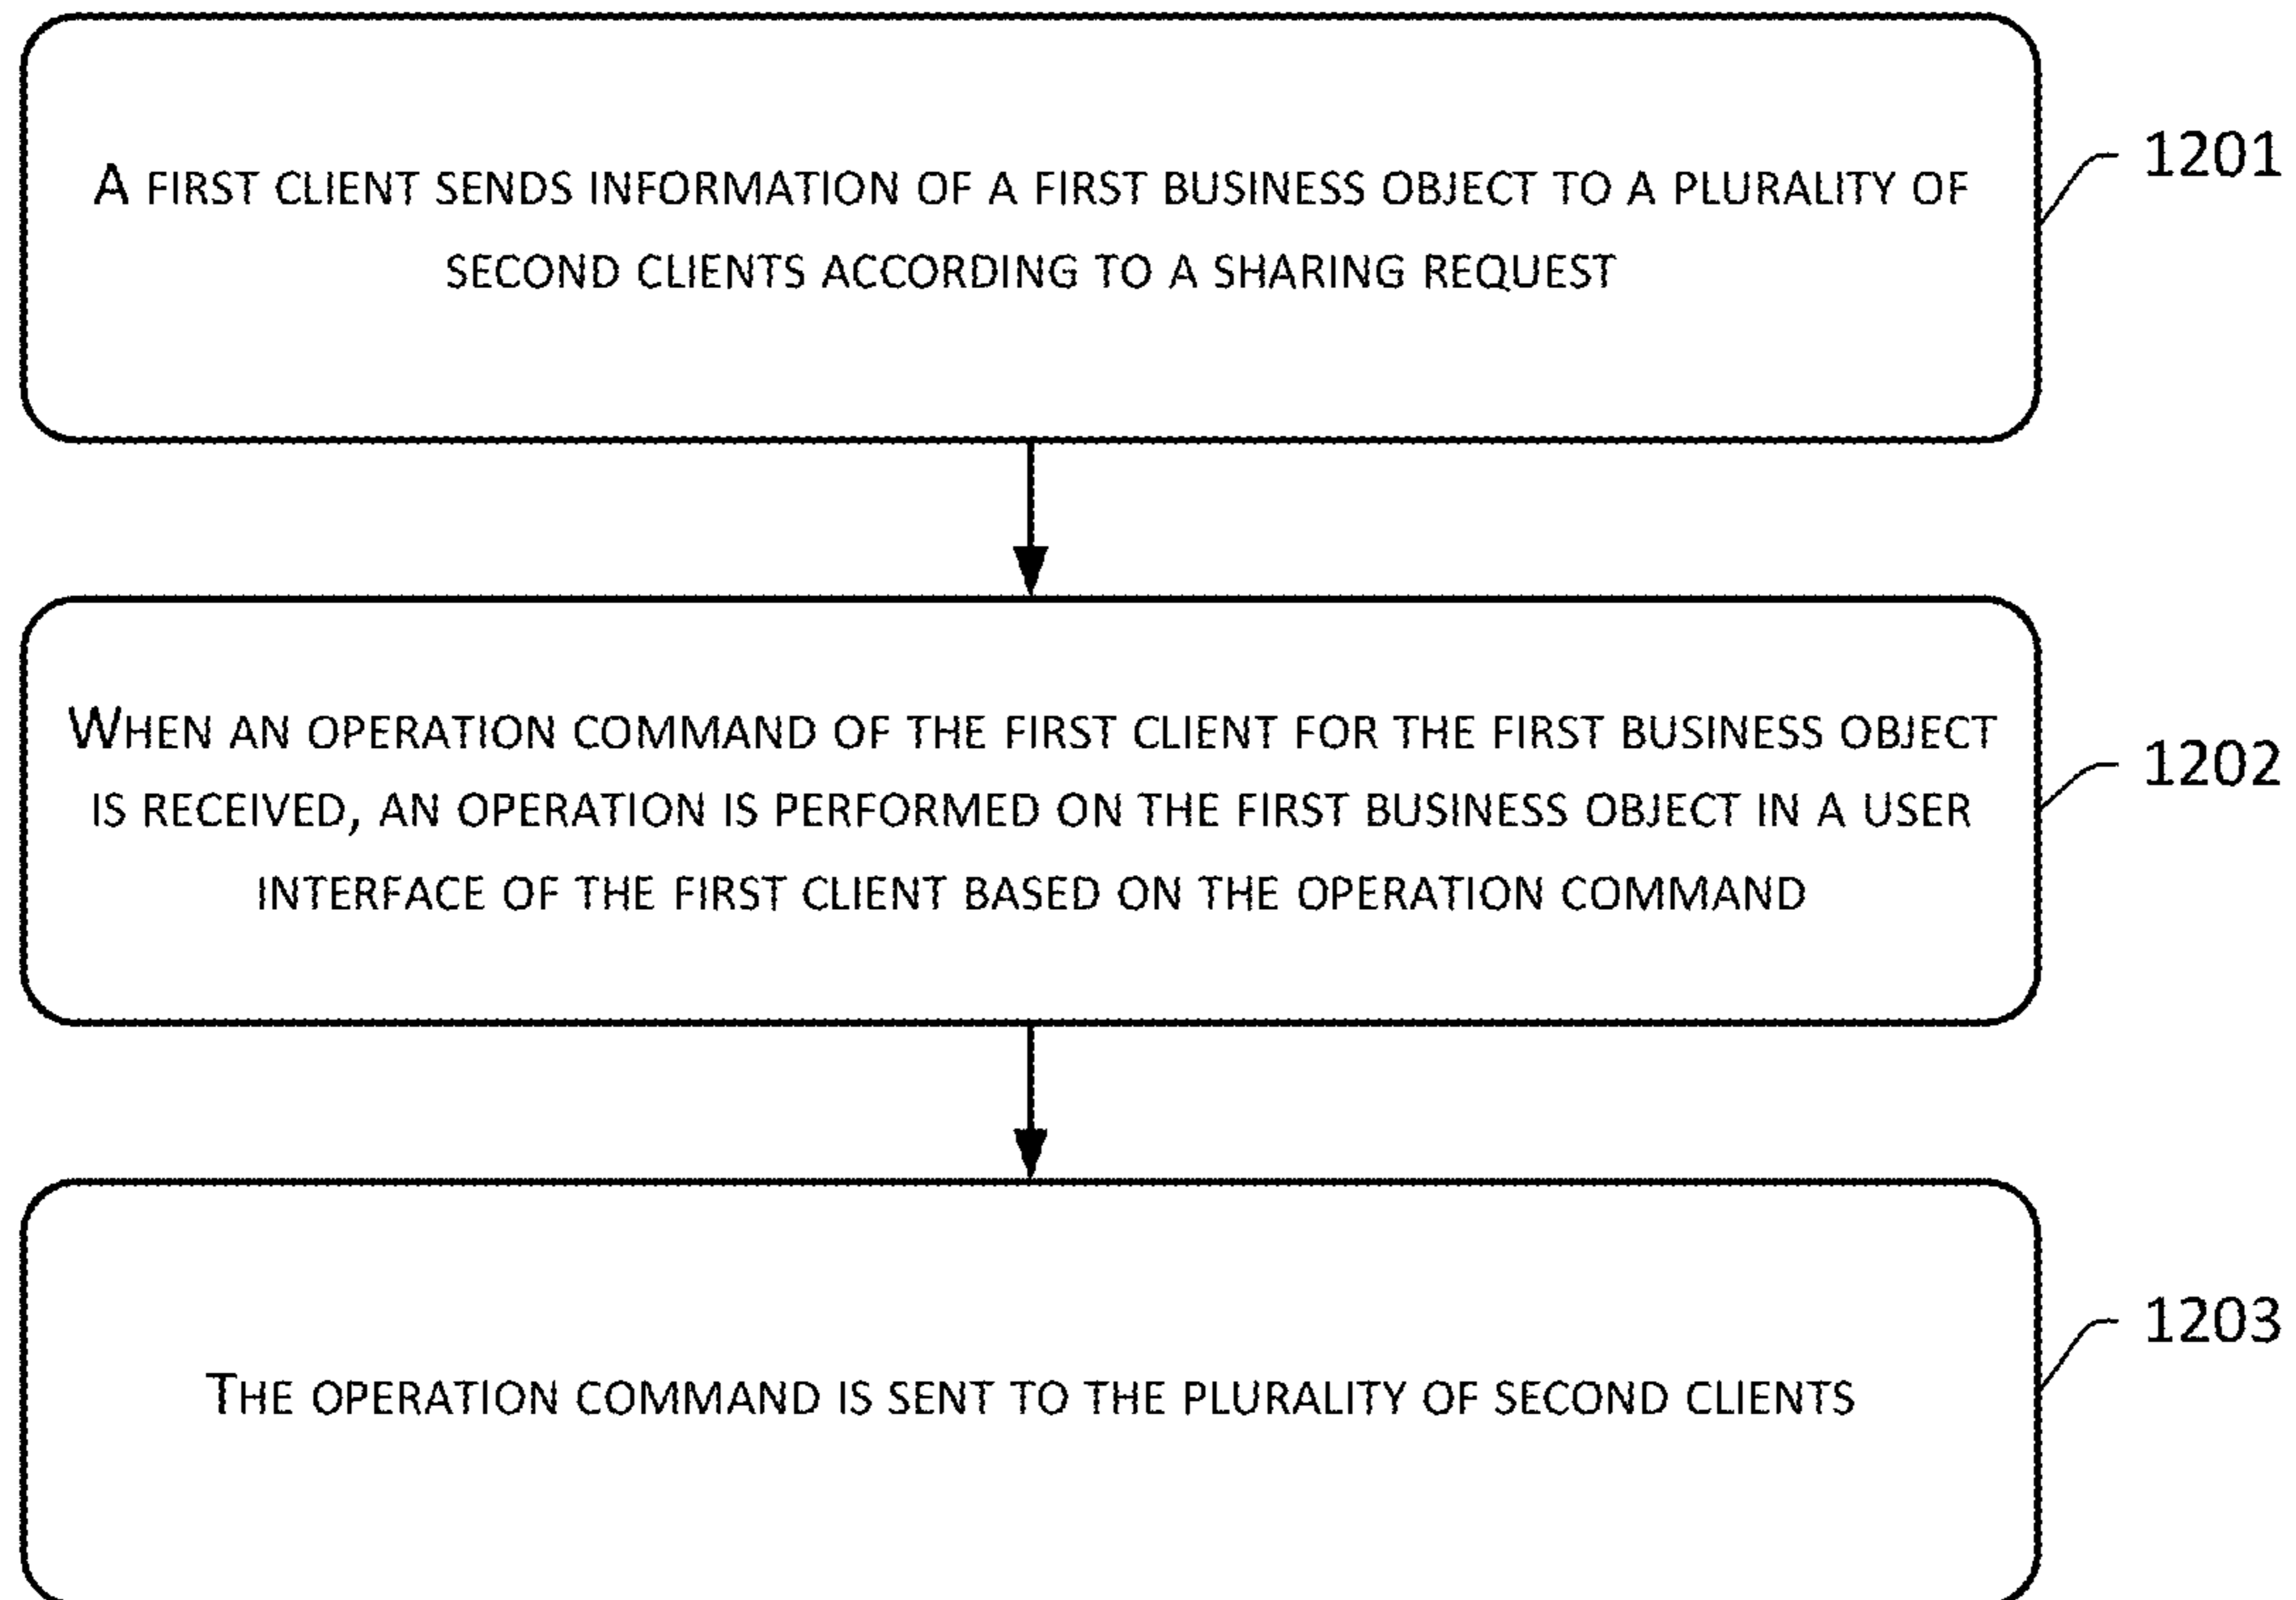 A FIRST CLIENT SENDS INFORMATION OF A FIRST BUSINESS OBJECT TO A PLURALITY OF
SECOND CLIENTS ACCORDING TO A SHARING REQUEST
1201
WHEN AN OPERATION COMMAND OF THE FIRST CLIENT FOR THE FIRST BUSINESS OBJECT
IS RECEIVED, AN OPERATION IS PERFORMED ON THE FIRST BUSINESS OBJECT IN A USER
INTERFACE OF THE FIRST CLIENT BASED ON THE OPERATION COMMAND
1202
THE OPERATION COMMAND IS SENT TO THE PLURALITY OF SECOND CLIENTS
1203